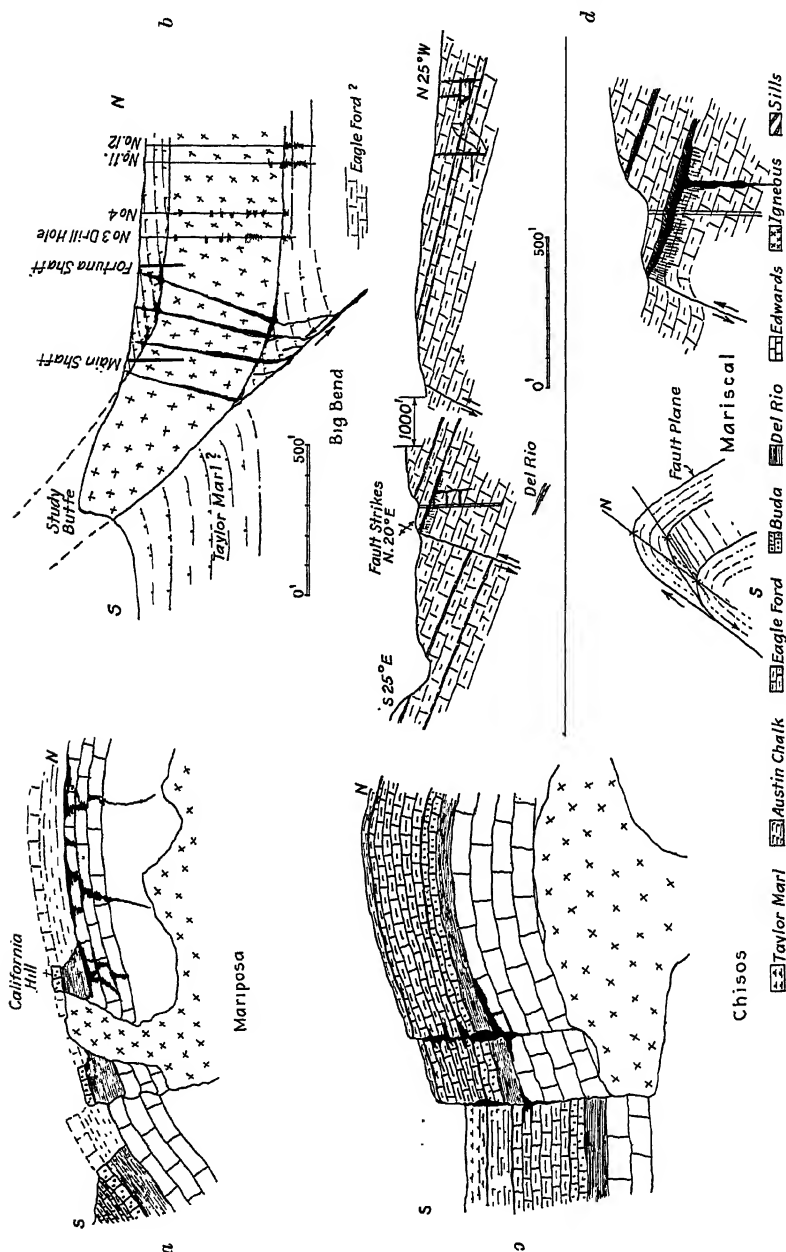 a
S
California
Hill
N
Mariposa
b
S
Study
Butte
Main Shaft
Fortuna Shaft
No 3 Drill Hole
No 4
No. 11.
No. 12
N
Taylor Marl ?
Eagle Ford ?
0'
500'
Big Bend
c
S
N
Chisos
S 25° E
Fault Strikes
N. 20° E
1000'
N 25° W
Del Rio
0'
500'
d
N
S
Fault Plane
Mariscal
Taylor Marl
Austin Chalk
Eagle Ford
Buda
Del Rio
Edwards
Igneous
Sills